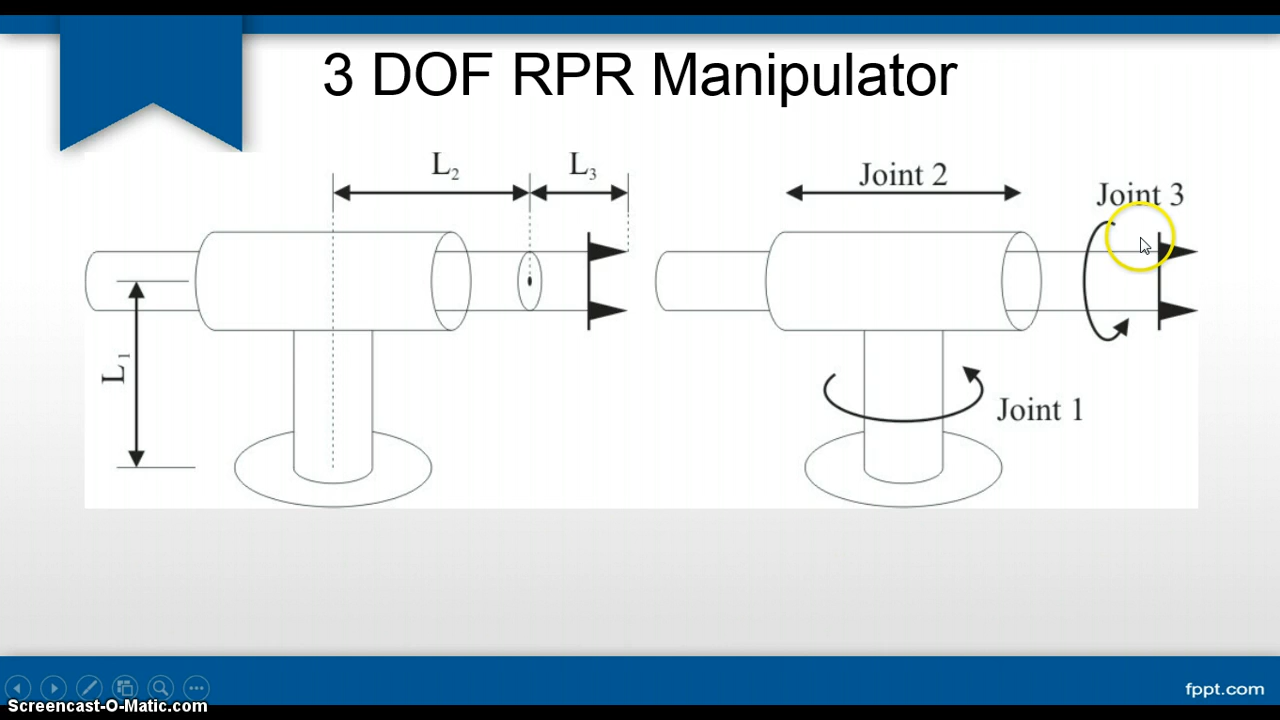 3 DOF RPR Manipulator
L₂
L₃
L₁
Joint 2
Joint 3
Joint 1
fppt.com
Screencast-O-Matic.com